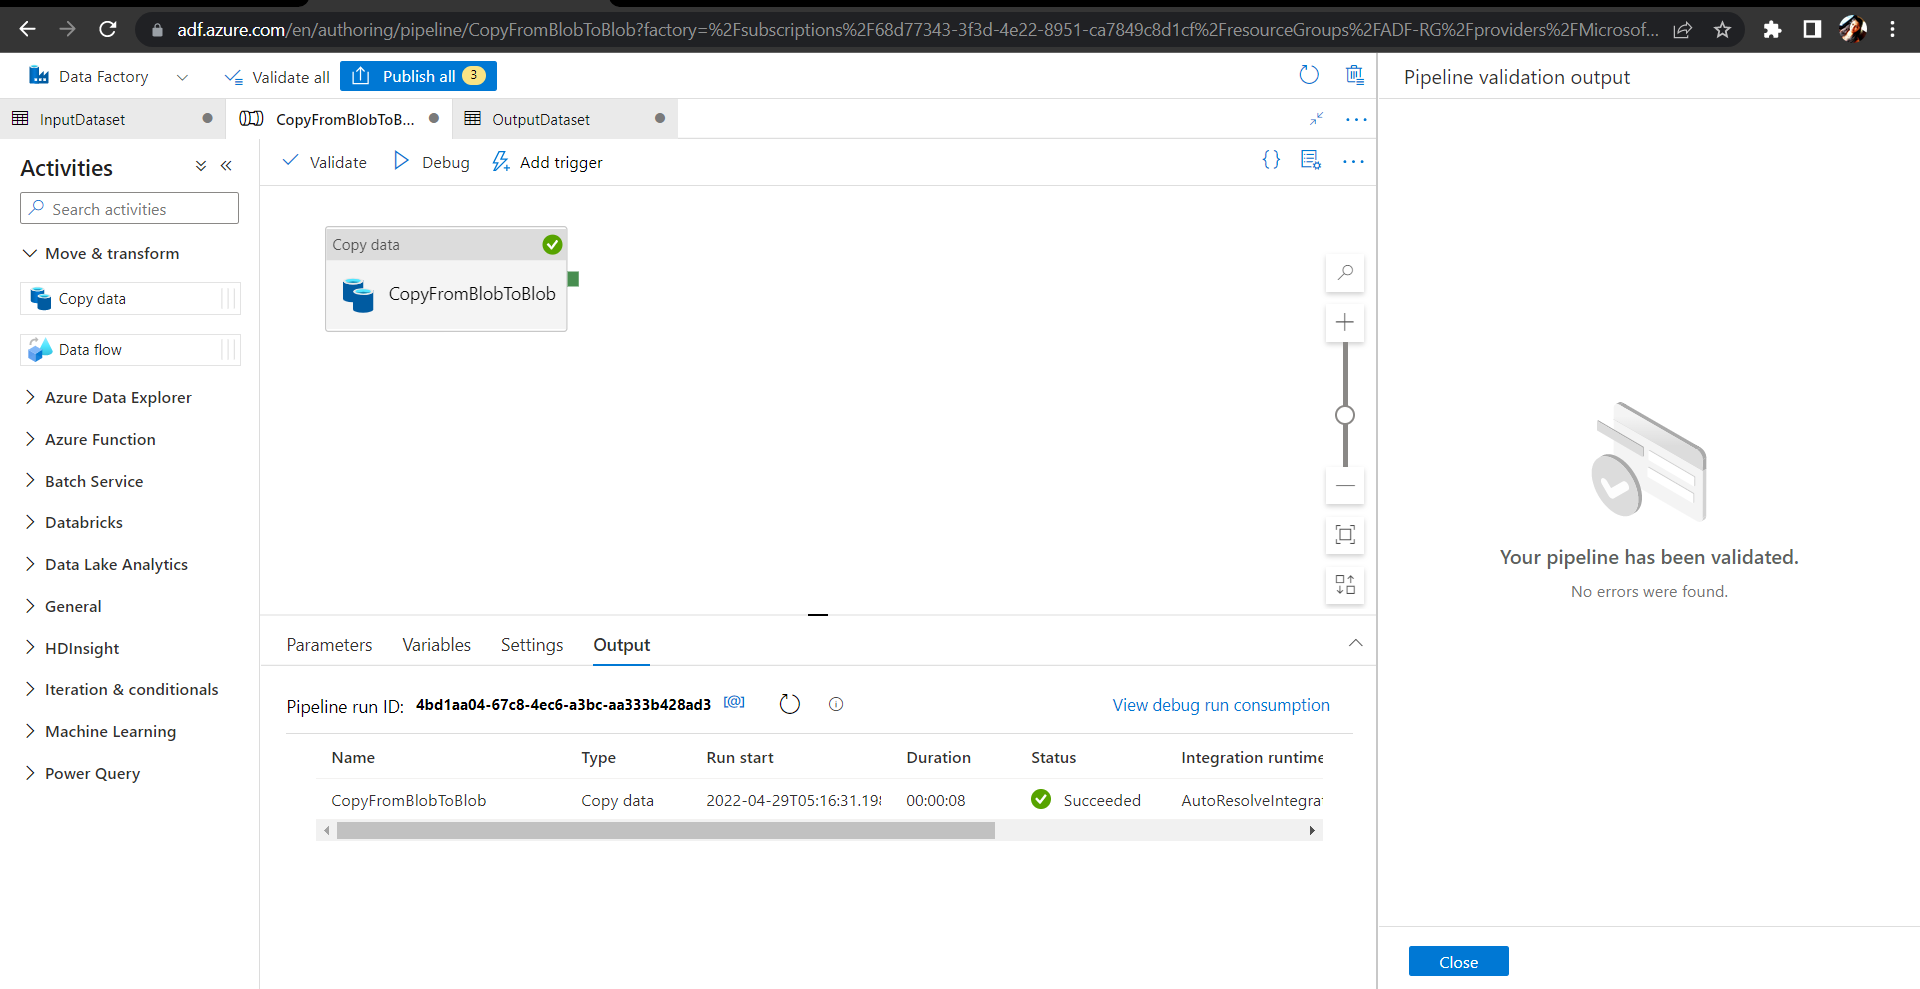 adf.azure.com/en/authoring/pipeline/CopyFromBlobToBlob?factory=%2Fsubscriptions%2F68d77343-3f3d-4e22-8951-ca7849c8d1cf%2FresourceGroups%2FADF-RG%2Fproviders%2FMicrosof...
Data Factory
Validate all
Publish all 3
Pipeline validation output
InputDataset
CopyFromBlobToB...
OutputDataset
Activities
Validate
Debug
Add trigger
Search activities
Move & transform
Copy data
Data flow
Azure Data Explorer
Azure Function
Batch Service
Databricks
Data Lake Analytics
General
HDInsight
Iteration & conditionals
Machine Learning
Power Query
Copy data
CopyFromBlobToBlob
Parameters Variables Settings Output
Pipeline run ID: 4bd1aa04-67c8-4ec6-a3bc-aa333b428ad3 [@]
View debug run consumption
Name Type Run start Duration Status Integration runtime
CopyFromBlobToBlob Copy data 2022-04-29T05:16:31.198 00:00:08 Succeeded AutoResolveIntegra
Your pipeline has been validated.
No errors were found.
Close